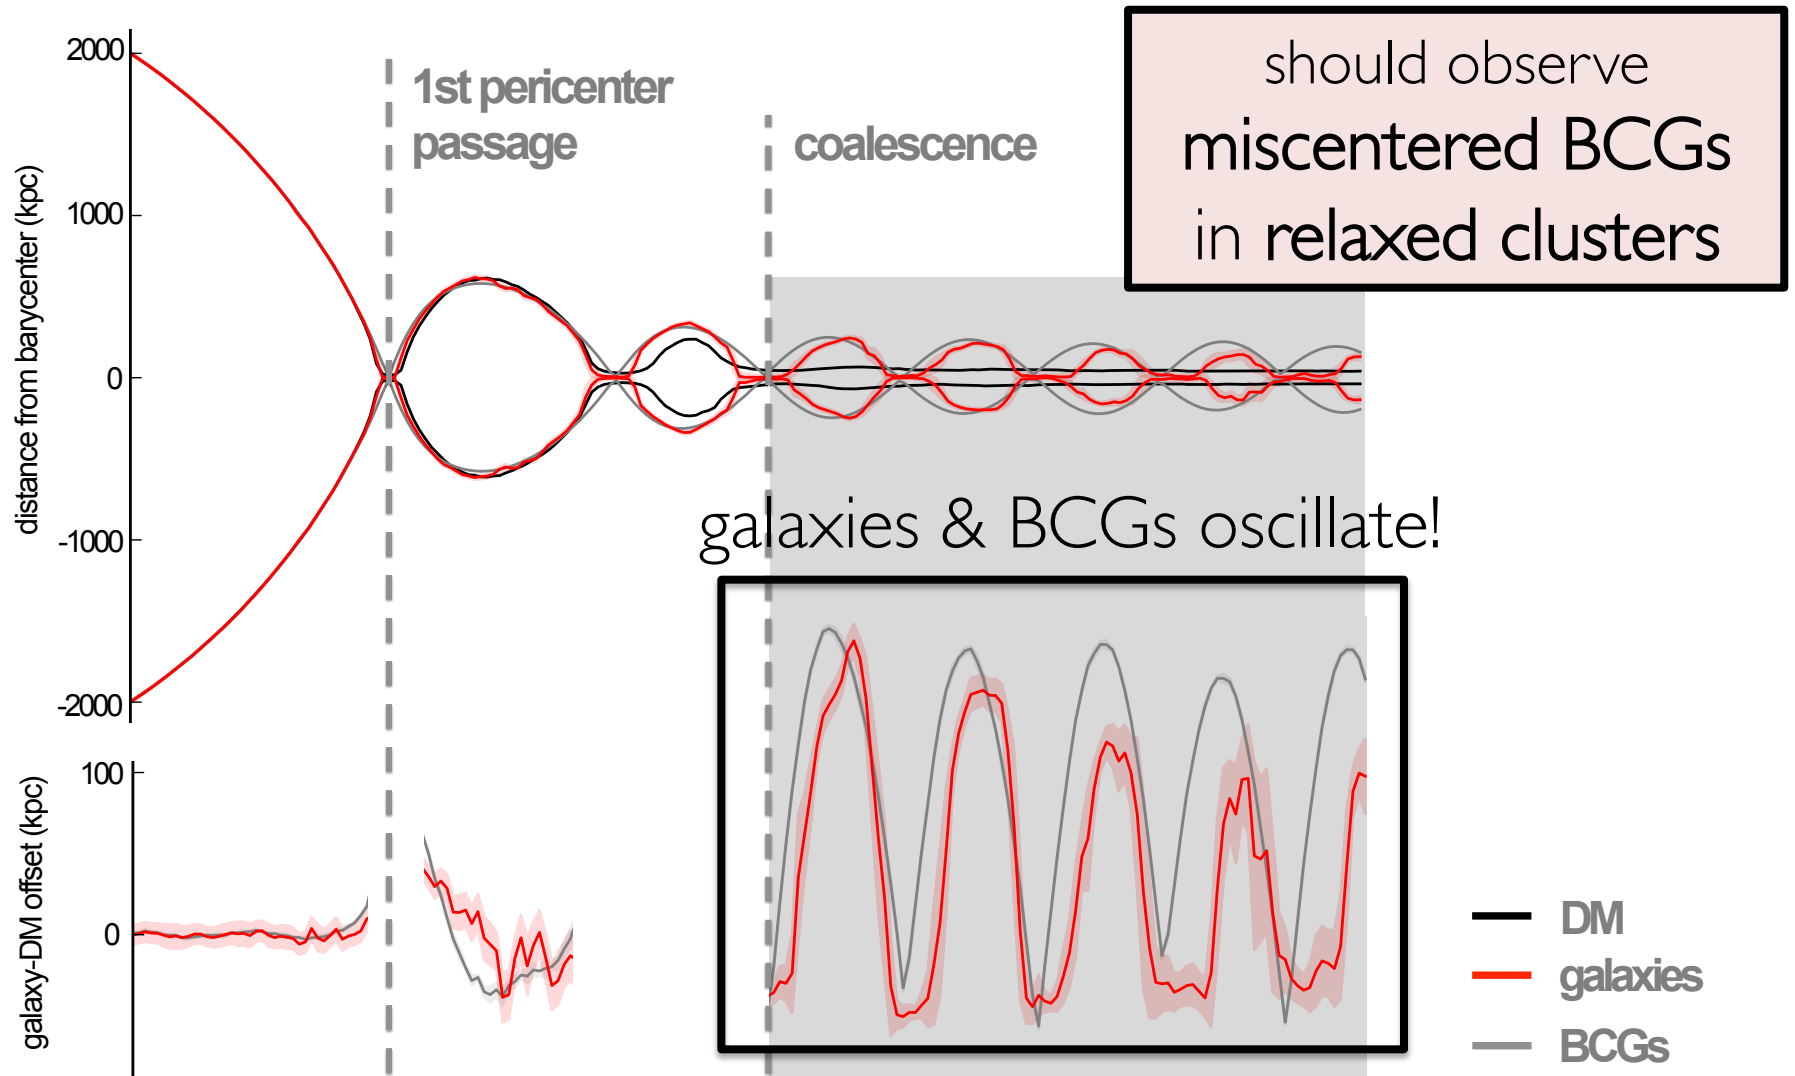 should observe
miscentered BCGs
in relaxed clusters
1st pericenter
passage
coalescence
distance from barycenter (kpc)
2000
1000
0
-1000
-2000
galaxies & BCGs oscillate!
galaxy-DM offset (kpc)
100
0
DM
galaxies
BCGs